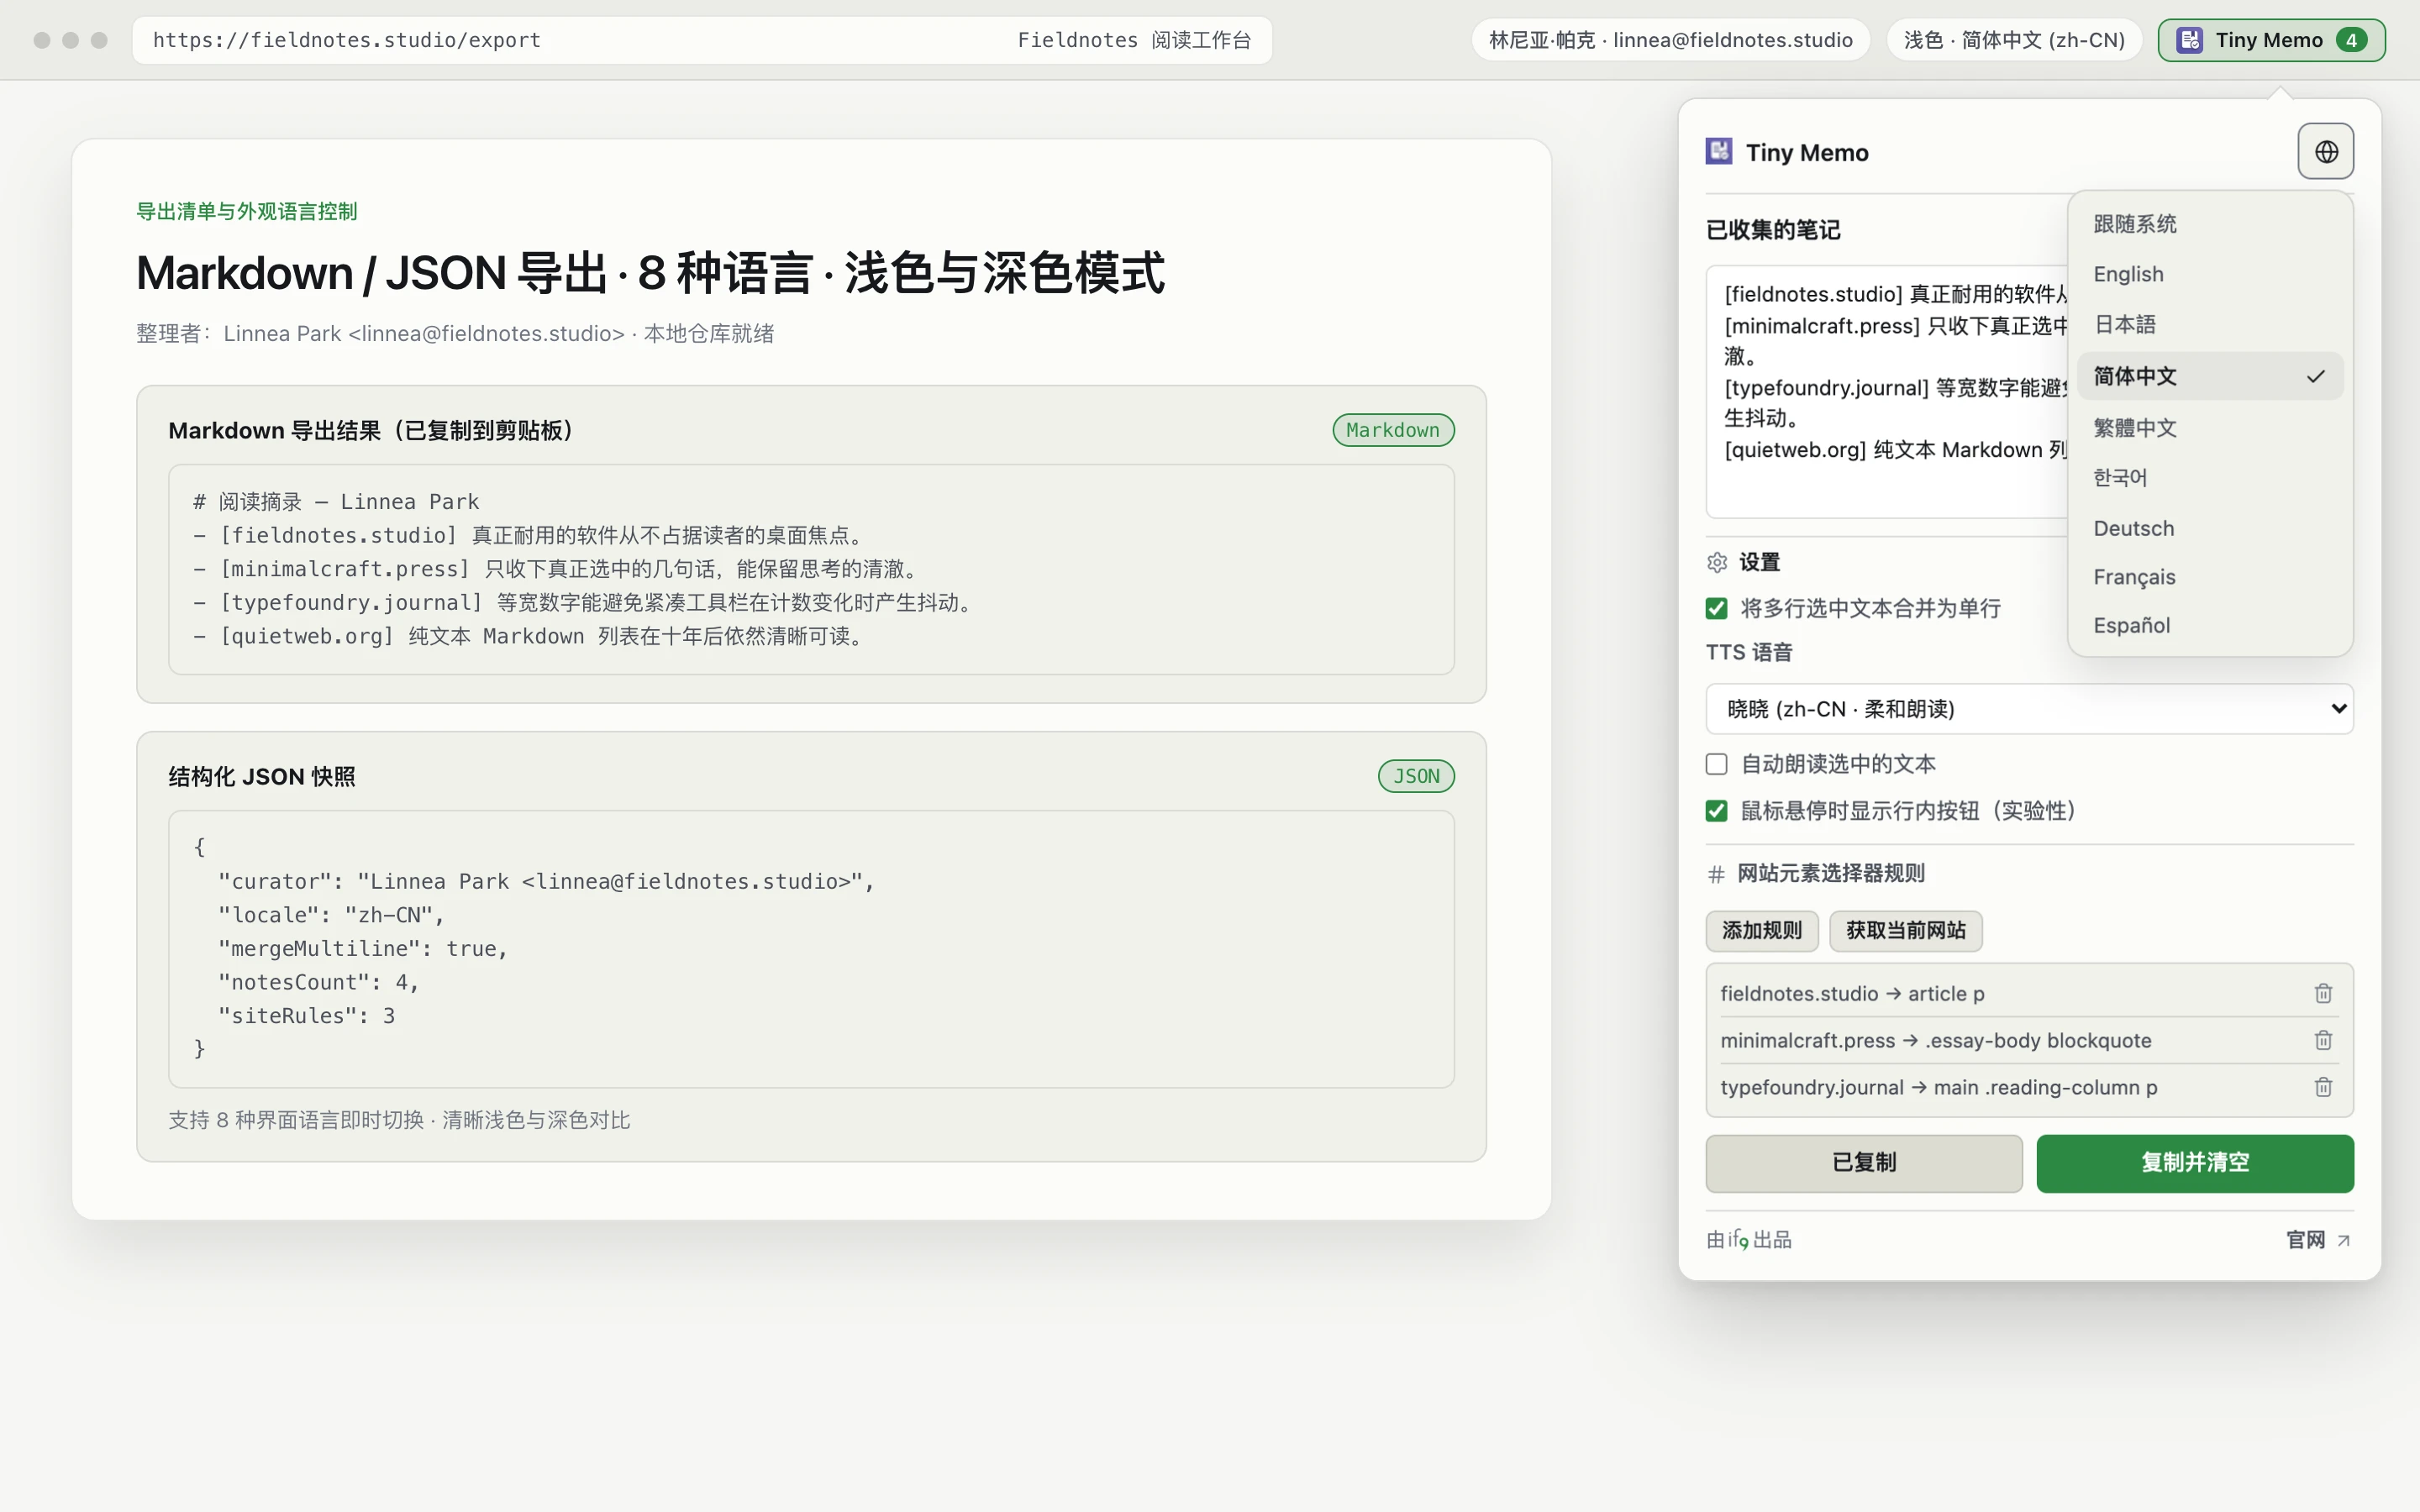 https://fieldnotes.studio/export
Fieldnotes 阅读工作台
林尼亚·帕克 · linnea@fieldnotes.studio
浅色 · 简体中文 (zh-CN)
Tiny Memo 4
导出清单与外观语言控制
Markdown / JSON 导出 · 8 种语言 · 浅色与深色模式
整理者：Linnea Park <linnea@fieldnotes.studio> · 本地仓库就绪
Markdown 导出结果（已复制到剪贴板）
Markdown
# 阅读摘录 — Linnea Park
- [fieldnotes.studio] 真正耐用的软件从不占据读者的桌面焦点。
- [minimalcraft.press] 只收下真正选中的几句话，能保留思考的清澈。
- [typefoundry.journal] 等宽数字能避免紧凑工具栏在计数变化时产生抖动。
- [quietweb.org] 纯文本 Markdown 列表在十年后依然清晰可读。
结构化 JSON 快照
JSON
{
"curator": "Linnea Park <linnea@fieldnotes.studio>",
"locale": "zh-CN",
"mergeMultiline": true,
"notesCount": 4,
"siteRules": 3
}
支持 8 种界面语言即时切换 · 清晰浅色与深色对比
Tiny Memo
已收集的笔记
[fieldnotes.studio] 真正耐用的软件从
[minimalcraft.press] 只收下真正选中
澈。
[typefoundry.journal] 等宽数字能避免
生抖动。
[quietweb.org] 纯文本 Markdown 列
跟随系统
English
日本語
简体中文
繁體中文
한국어
Deutsch
Français
Español
设置
将多行选中文本合并为单行
TTS 语音
晓晓 (zh-CN · 柔和朗读)
自动朗读选中的文本
鼠标悬停时显示行内按钮（实验性）
# 网站元素选择器规则
添加规则
获取当前网站
fieldnotes.studio → article p
minimalcraft.press → .essay-body blockquote
typefoundry.journal → main .reading-column p
已复制
复制并清空
由 if9 出品
官网 ↗